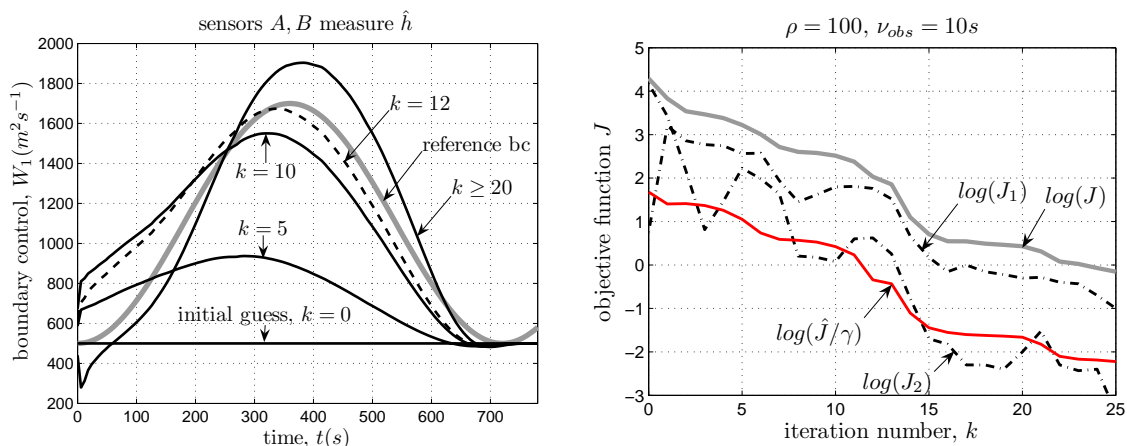 sensors A, B measure ĥ
boundary control, W₁(m²s⁻¹)
2000
1800
1600
1400
1200
1000
800
600
400
200
k = 12
reference bc
k = 10
k ≥ 20
k = 5
initial guess, k = 0
0
100
200
300
400
500
600
700
time, t(s)
ρ = 100, ν_obs = 10s
objective function J
5
4
3
2
1
0
−1
−2
−3
log(J₁)
log(J)
log(Ĵ/γ)
log(J₂)
0
5
10
15
20
25
iteration number, k